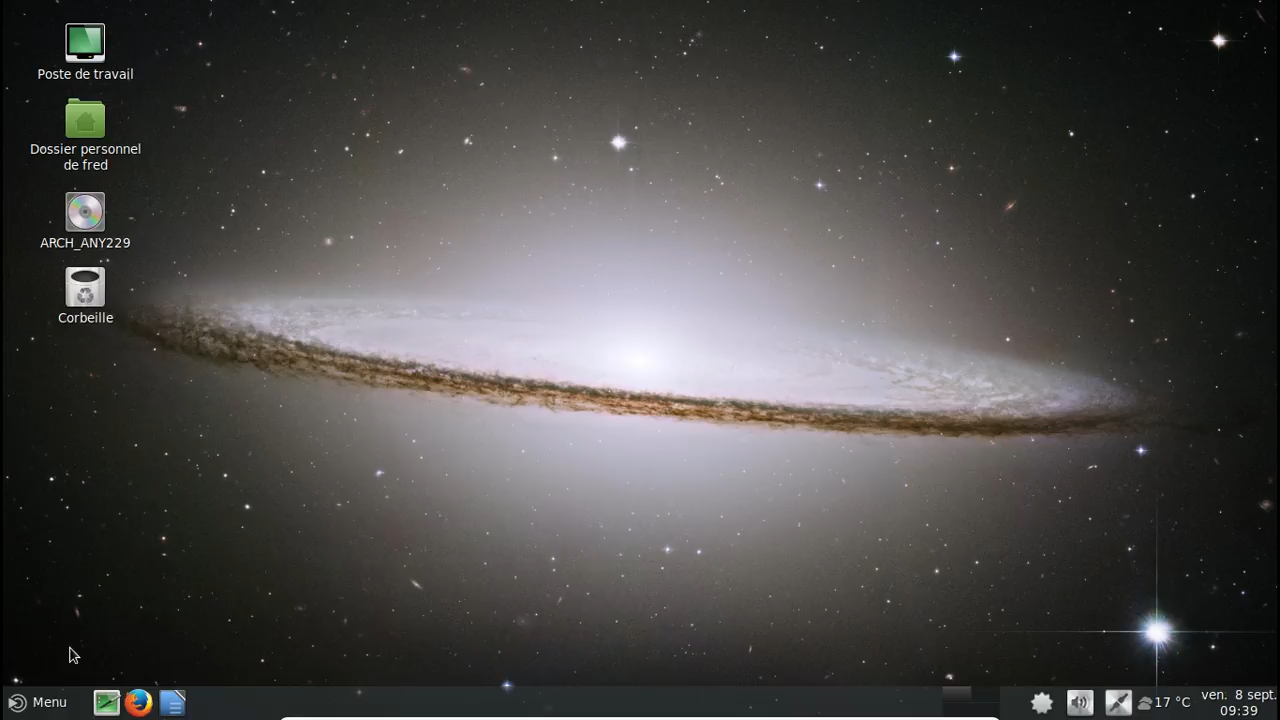 Poste de travail
Dossier personnel
de fred
ARCH_ANY229
Corbeille
Menu
17 °C
ven. 8 sept.
09:39